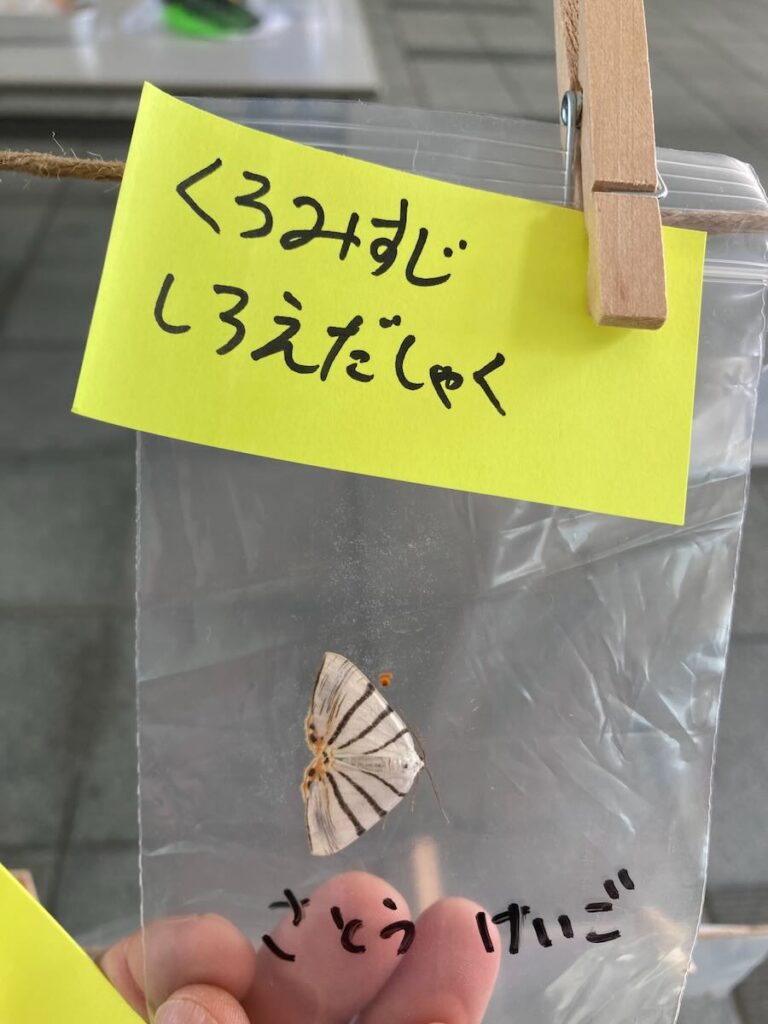 くろみすじ
しろえだしゃく
さとう けいご